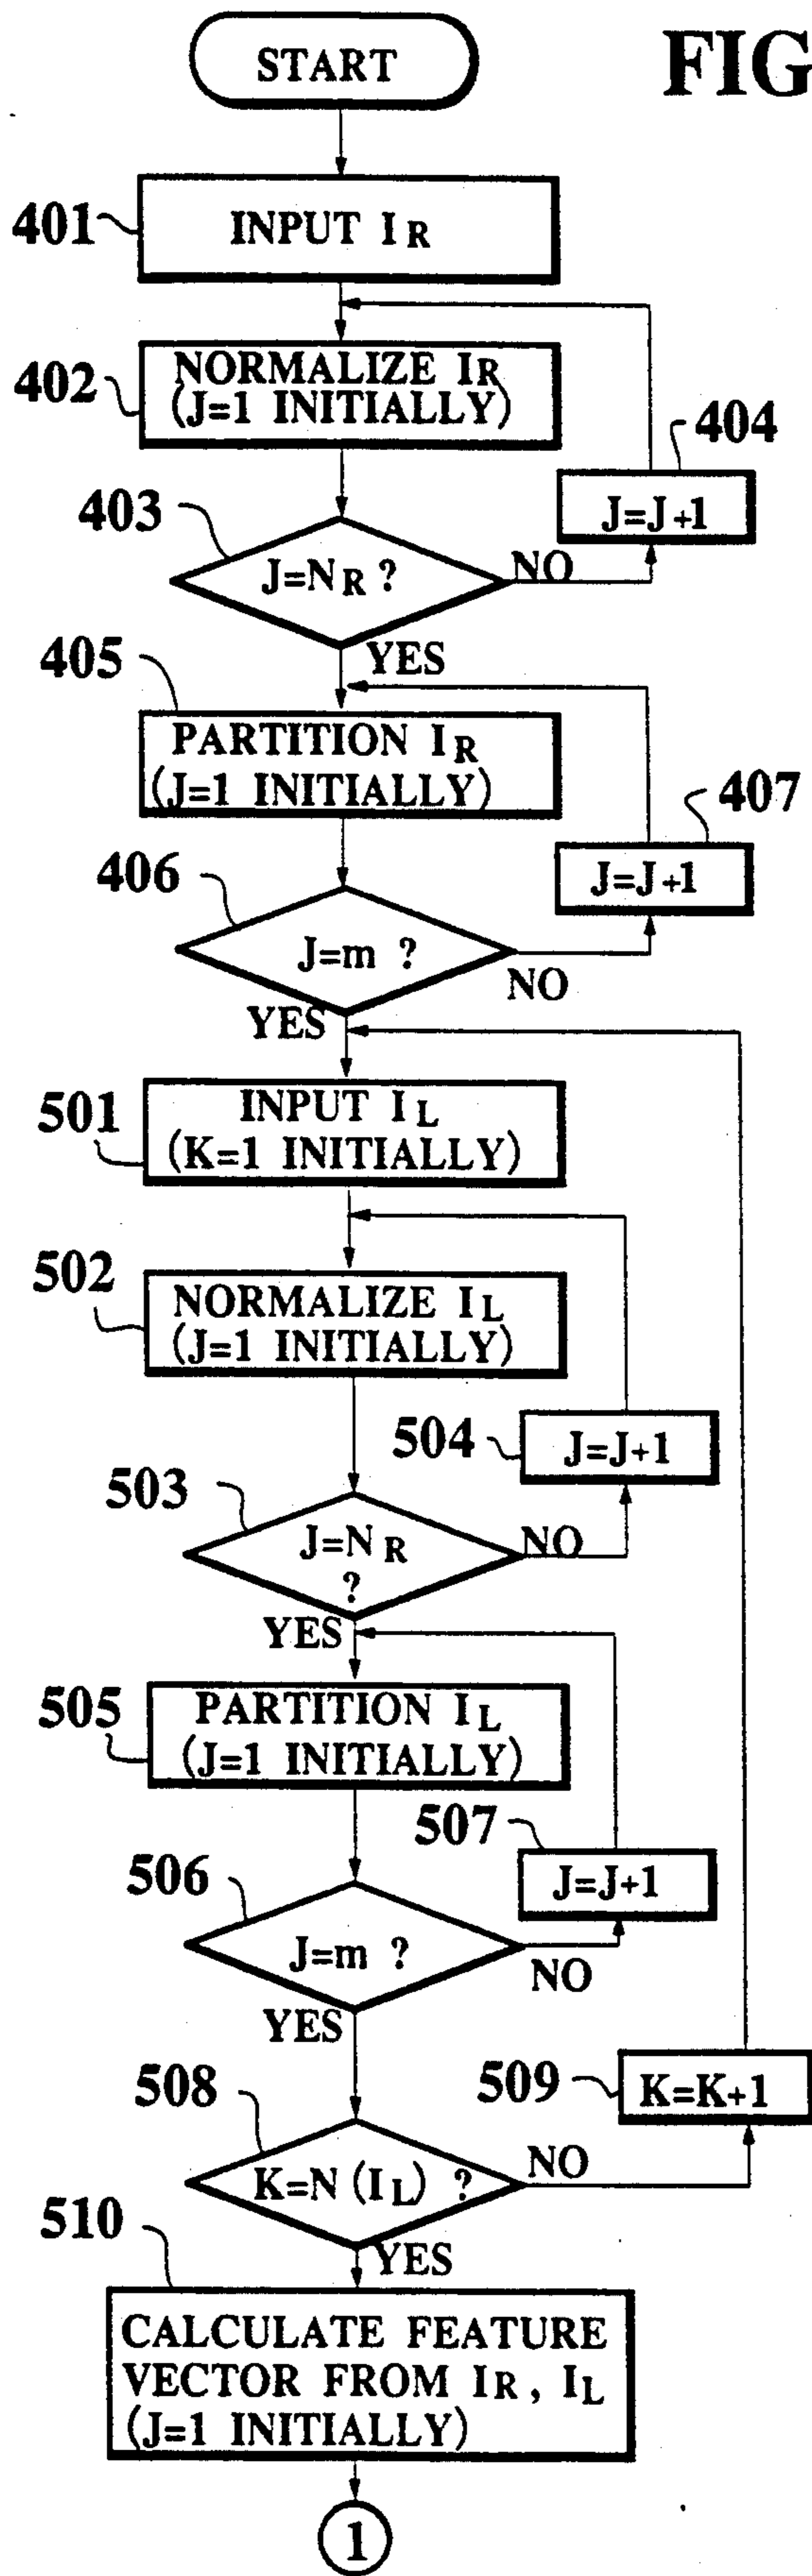 START
FIG
401
INPUT IR
402
NORMALIZE IR
(J=1 INITIALLY)
404
J=J+1
403
J=NR ?
NO
YES
405
PARTITION IR
(J=1 INITIALLY)
407
J=J+1
406
J=m ?
NO
YES
501
INPUT IL
(K=1 INITIALLY)
502
NORMALIZE IL
(J=1 INITIALLY)
504
J=J+1
503
J=NR
?
NO
YES
505
PARTITION IL
(J=1 INITIALLY)
507
J=J+1
506
J=m ?
NO
YES
508
509
K=K+1
K=N(IL) ?
NO
510
YES
CALCULATE FEATURE
VECTOR FROM IR, IL
(J=1 INITIALLY)
1